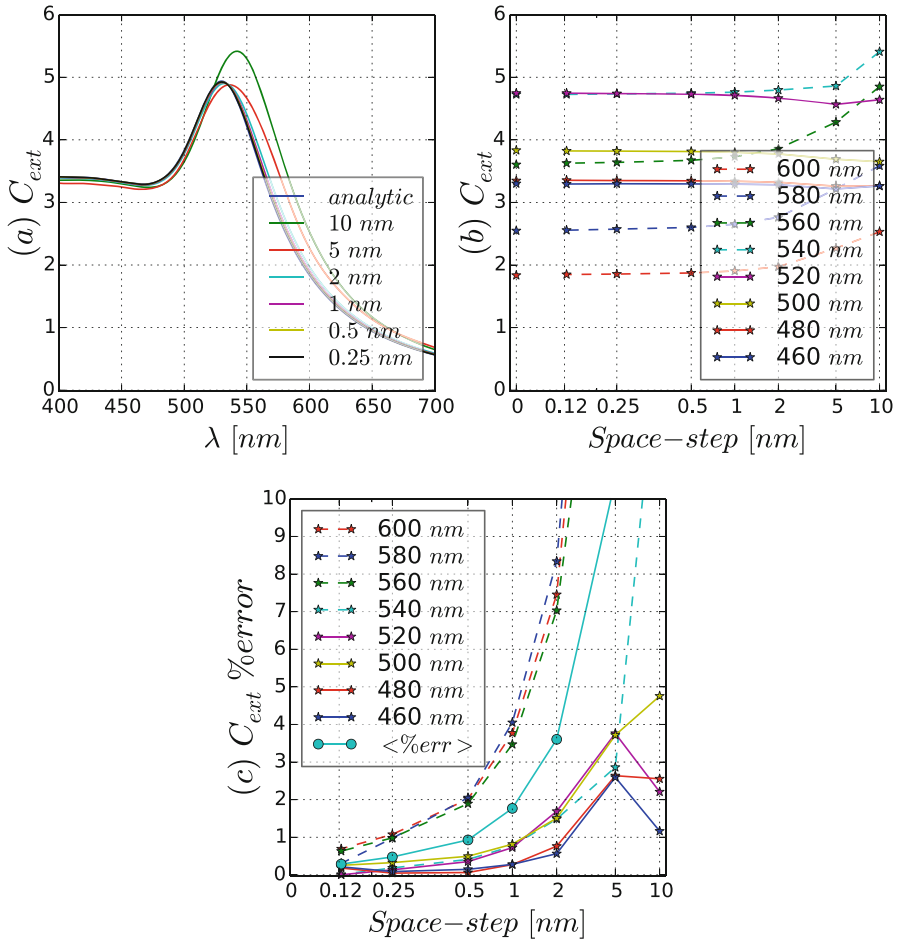 6
5
4
3
2
1
0
(a) C_ext
analytic
10 nm
5 nm
2 nm
1 nm
0.5 nm
0.25 nm
400 450 500 550 600 650 700
λ [nm]
6
5
4
3
2
1
0
(b) C_ext
600 nm
580 nm
560 nm
540 nm
520 nm
500 nm
480 nm
460 nm
0 0.12 0.25 0.5 1 2 5 10
Space−step [nm]
10
9
8
7
6
5
4
3
2
1
0
(c) C_ext %error
600 nm
580 nm
560 nm
540 nm
520 nm
500 nm
480 nm
460 nm
<%err>
0 0.12 0.25 0.5 1 2 5 10
Space−step [nm]